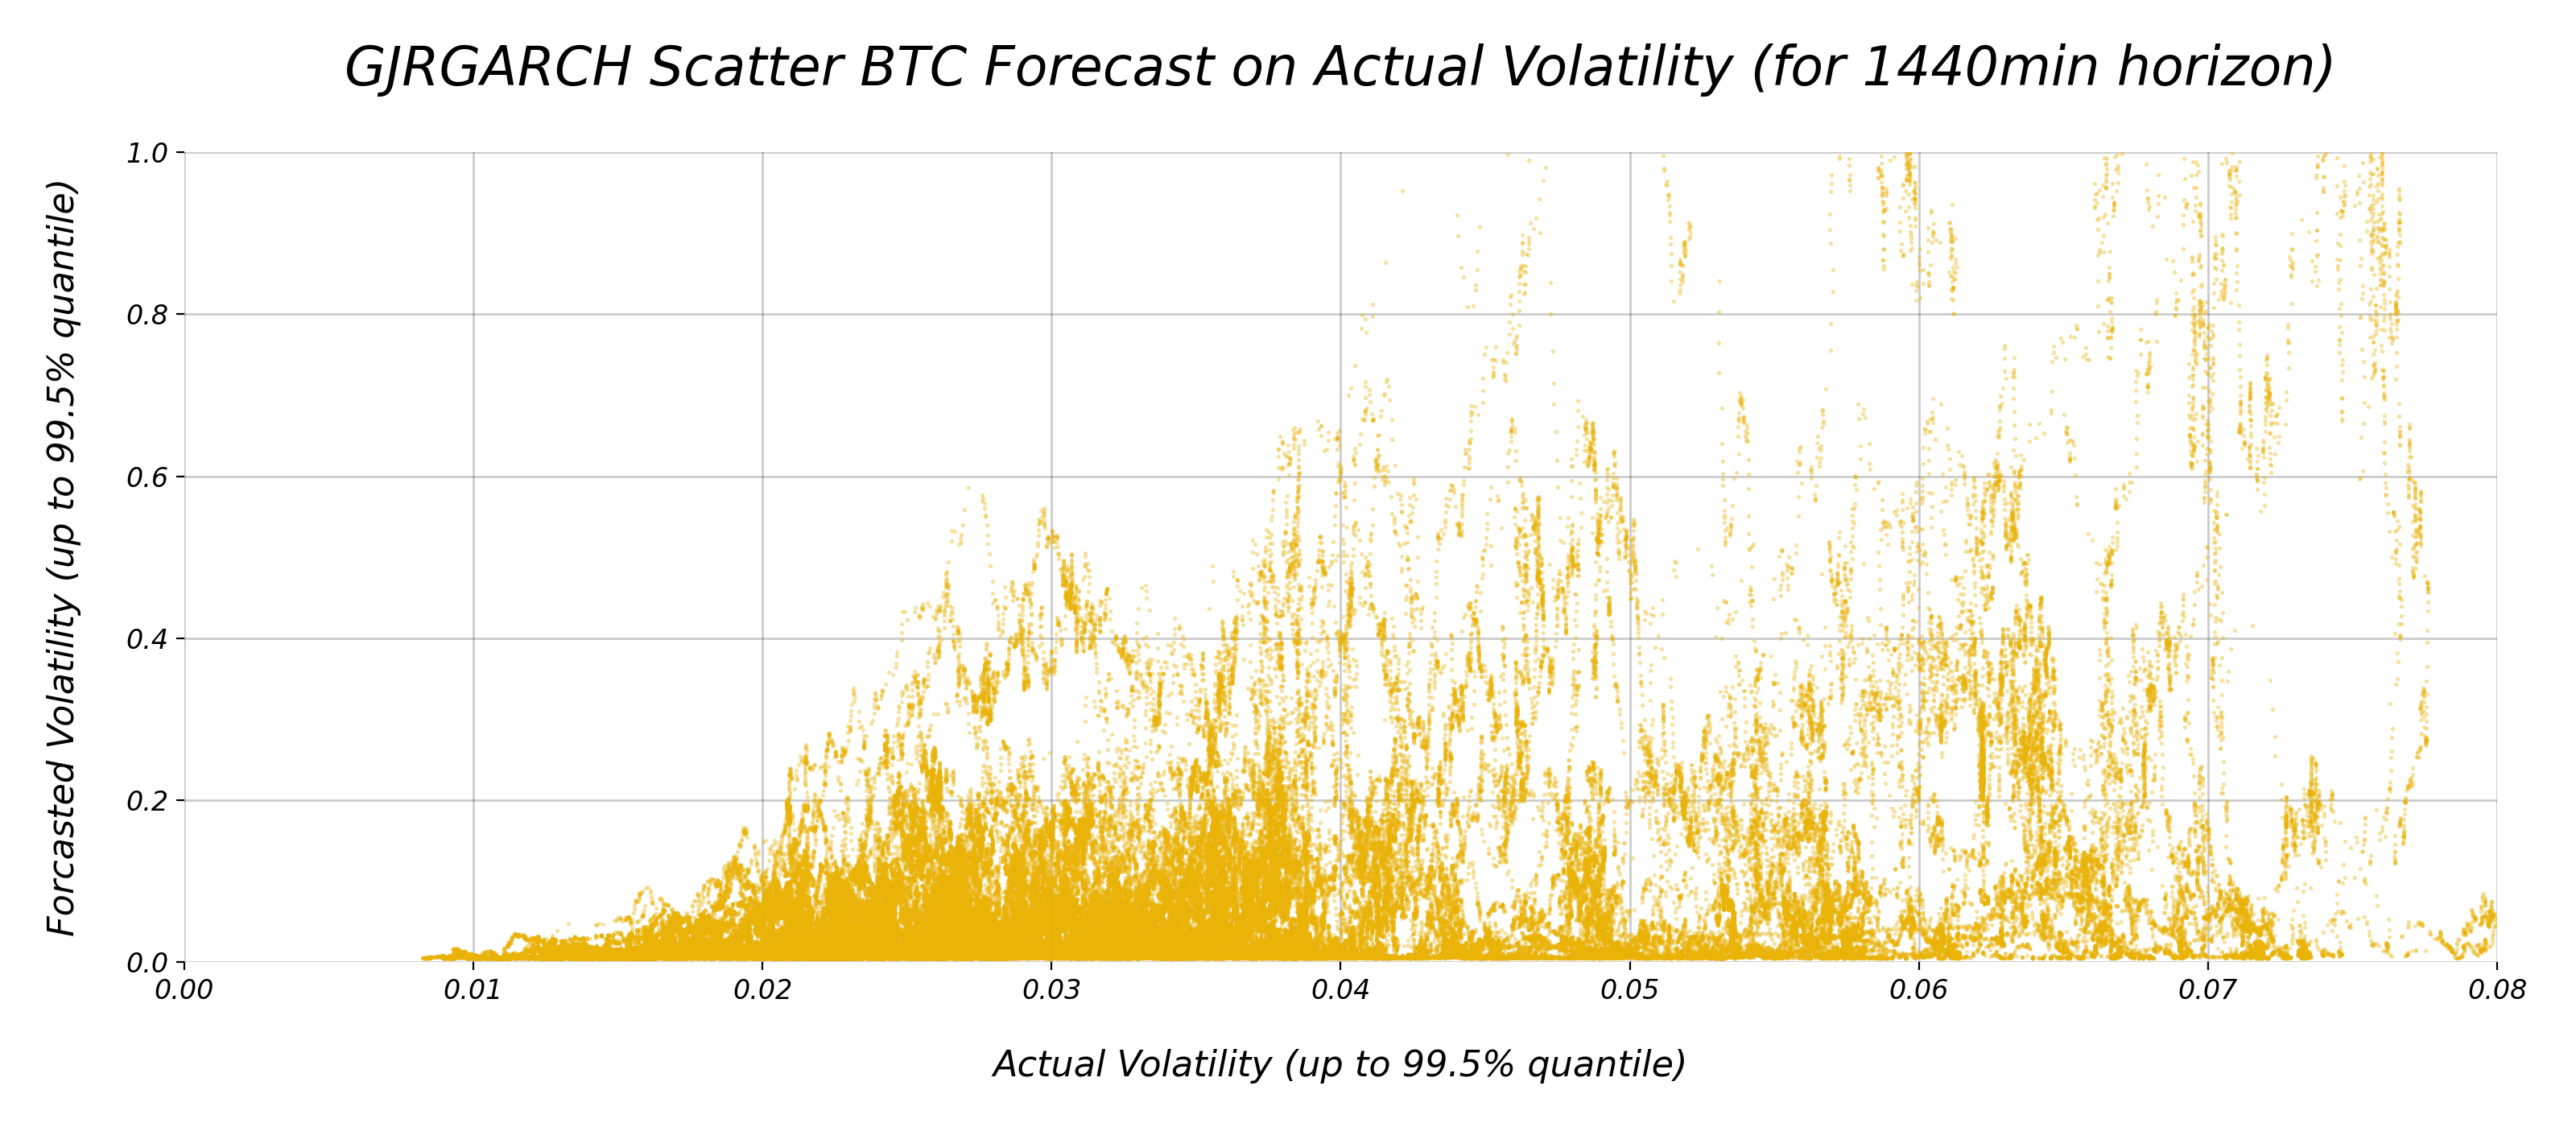 GJRGARCH Scatter BTC Forecast on Actual Volatility (for 1440min horizon)
Forcasted Volatility (up to 99.5% quantile)
1.0
0.8
0.6
0.4
0.2
0.0
0.00 0.01 0.02 0.03 0.04 0.05 0.06 0.07 0.08
Actual Volatility (up to 99.5% quantile)